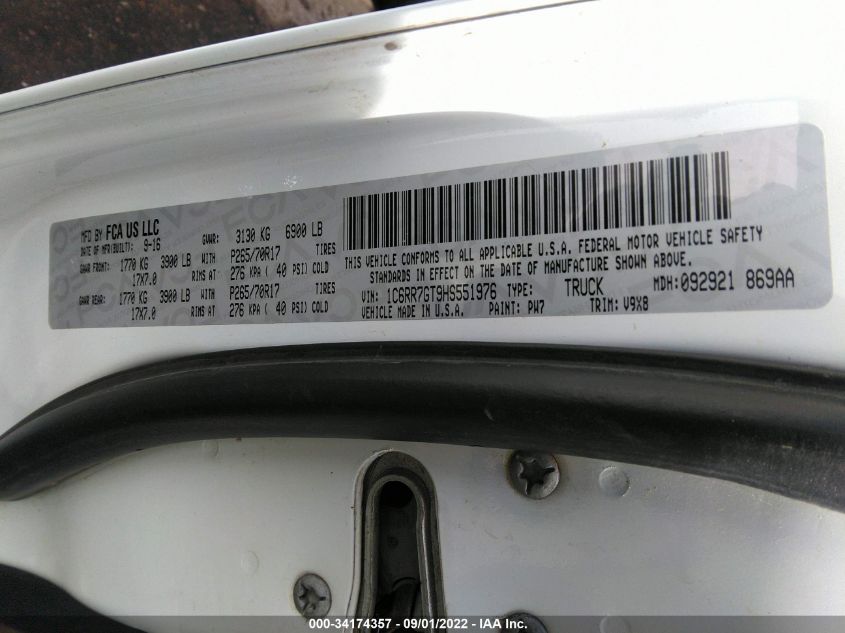 MFD BY FCA US LLC
DATE OF MFR(BUILT): 9-16 GVWR: 3130 KG 6900 LB
GAWR FRONT: 1770 KG 3900 LB WITH P265/70R17 TIRES
17X7.0 RIMS AT 276 KPA ( 40 PSI) COLD
GAWR REAR: 1770 KG 3900 LB WITH P265/70R17 TIRES
17X7.0 RIMS AT 276 KPA ( 40 PSI) COLD
THIS VEHICLE CONFORMS TO ALL APPLICABLE U.S.A. FEDERAL MOTOR VEHICLE SAFETY
STANDARDS IN EFFECT ON THE DATE OF MANUFACTURE SHOWN ABOVE.
VIN: 1C6RR7GT9HS551976 TYPE: TRUCK MDH:092921 869AA
VEHICLE MADE IN U.S.A. PAINT: PW7 TRIM: V9X8
000-34174357 - 09/01/2022 - IAA Inc.